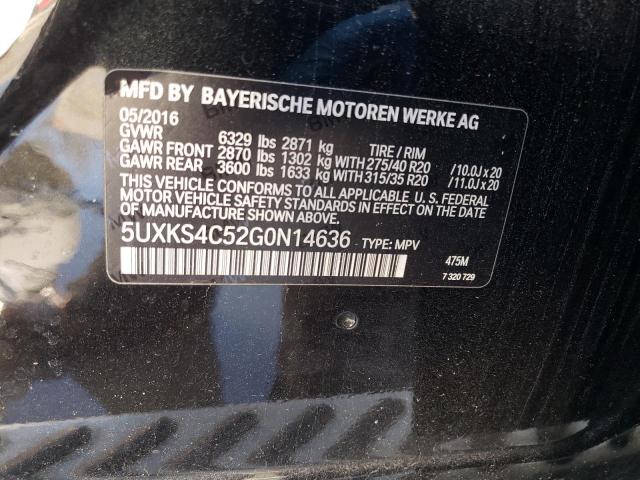 MFD BY BAYERISCHE MOTOREN WERKE AG
05/2016
GVWR 6329 lbs 2871 kg TIRE / RIM
GAWR FRONT 2870 lbs 1302 kg WITH 275/40 R20 /10.0J x 20
GAWR REAR 3600 lbs 1633 kg WITH 315/35 R20 /11.0J x 20
THIS VEHICLE CONFORMS TO ALL APPLICABLE U. S. FEDERAL
MOTOR VEHICLE SAFETY STANDARDS IN EFFECT ON THE DATE
OF MANUFACTURE SHOWN ABOVE.
5UXKS4C52G0N14636 TYPE: MPV
475M
7 320 729